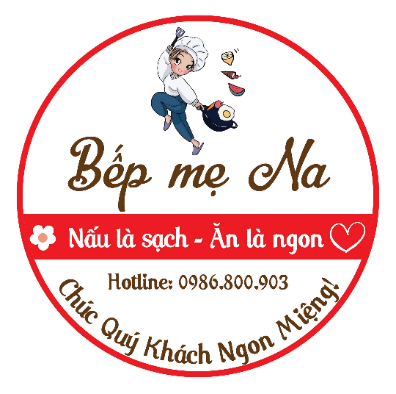 Bếp mẹ Na
Nấu là sạch - Ăn là ngon
Hotline: 0986.800.903
Chúc Quý Khách Ngon Miệng!